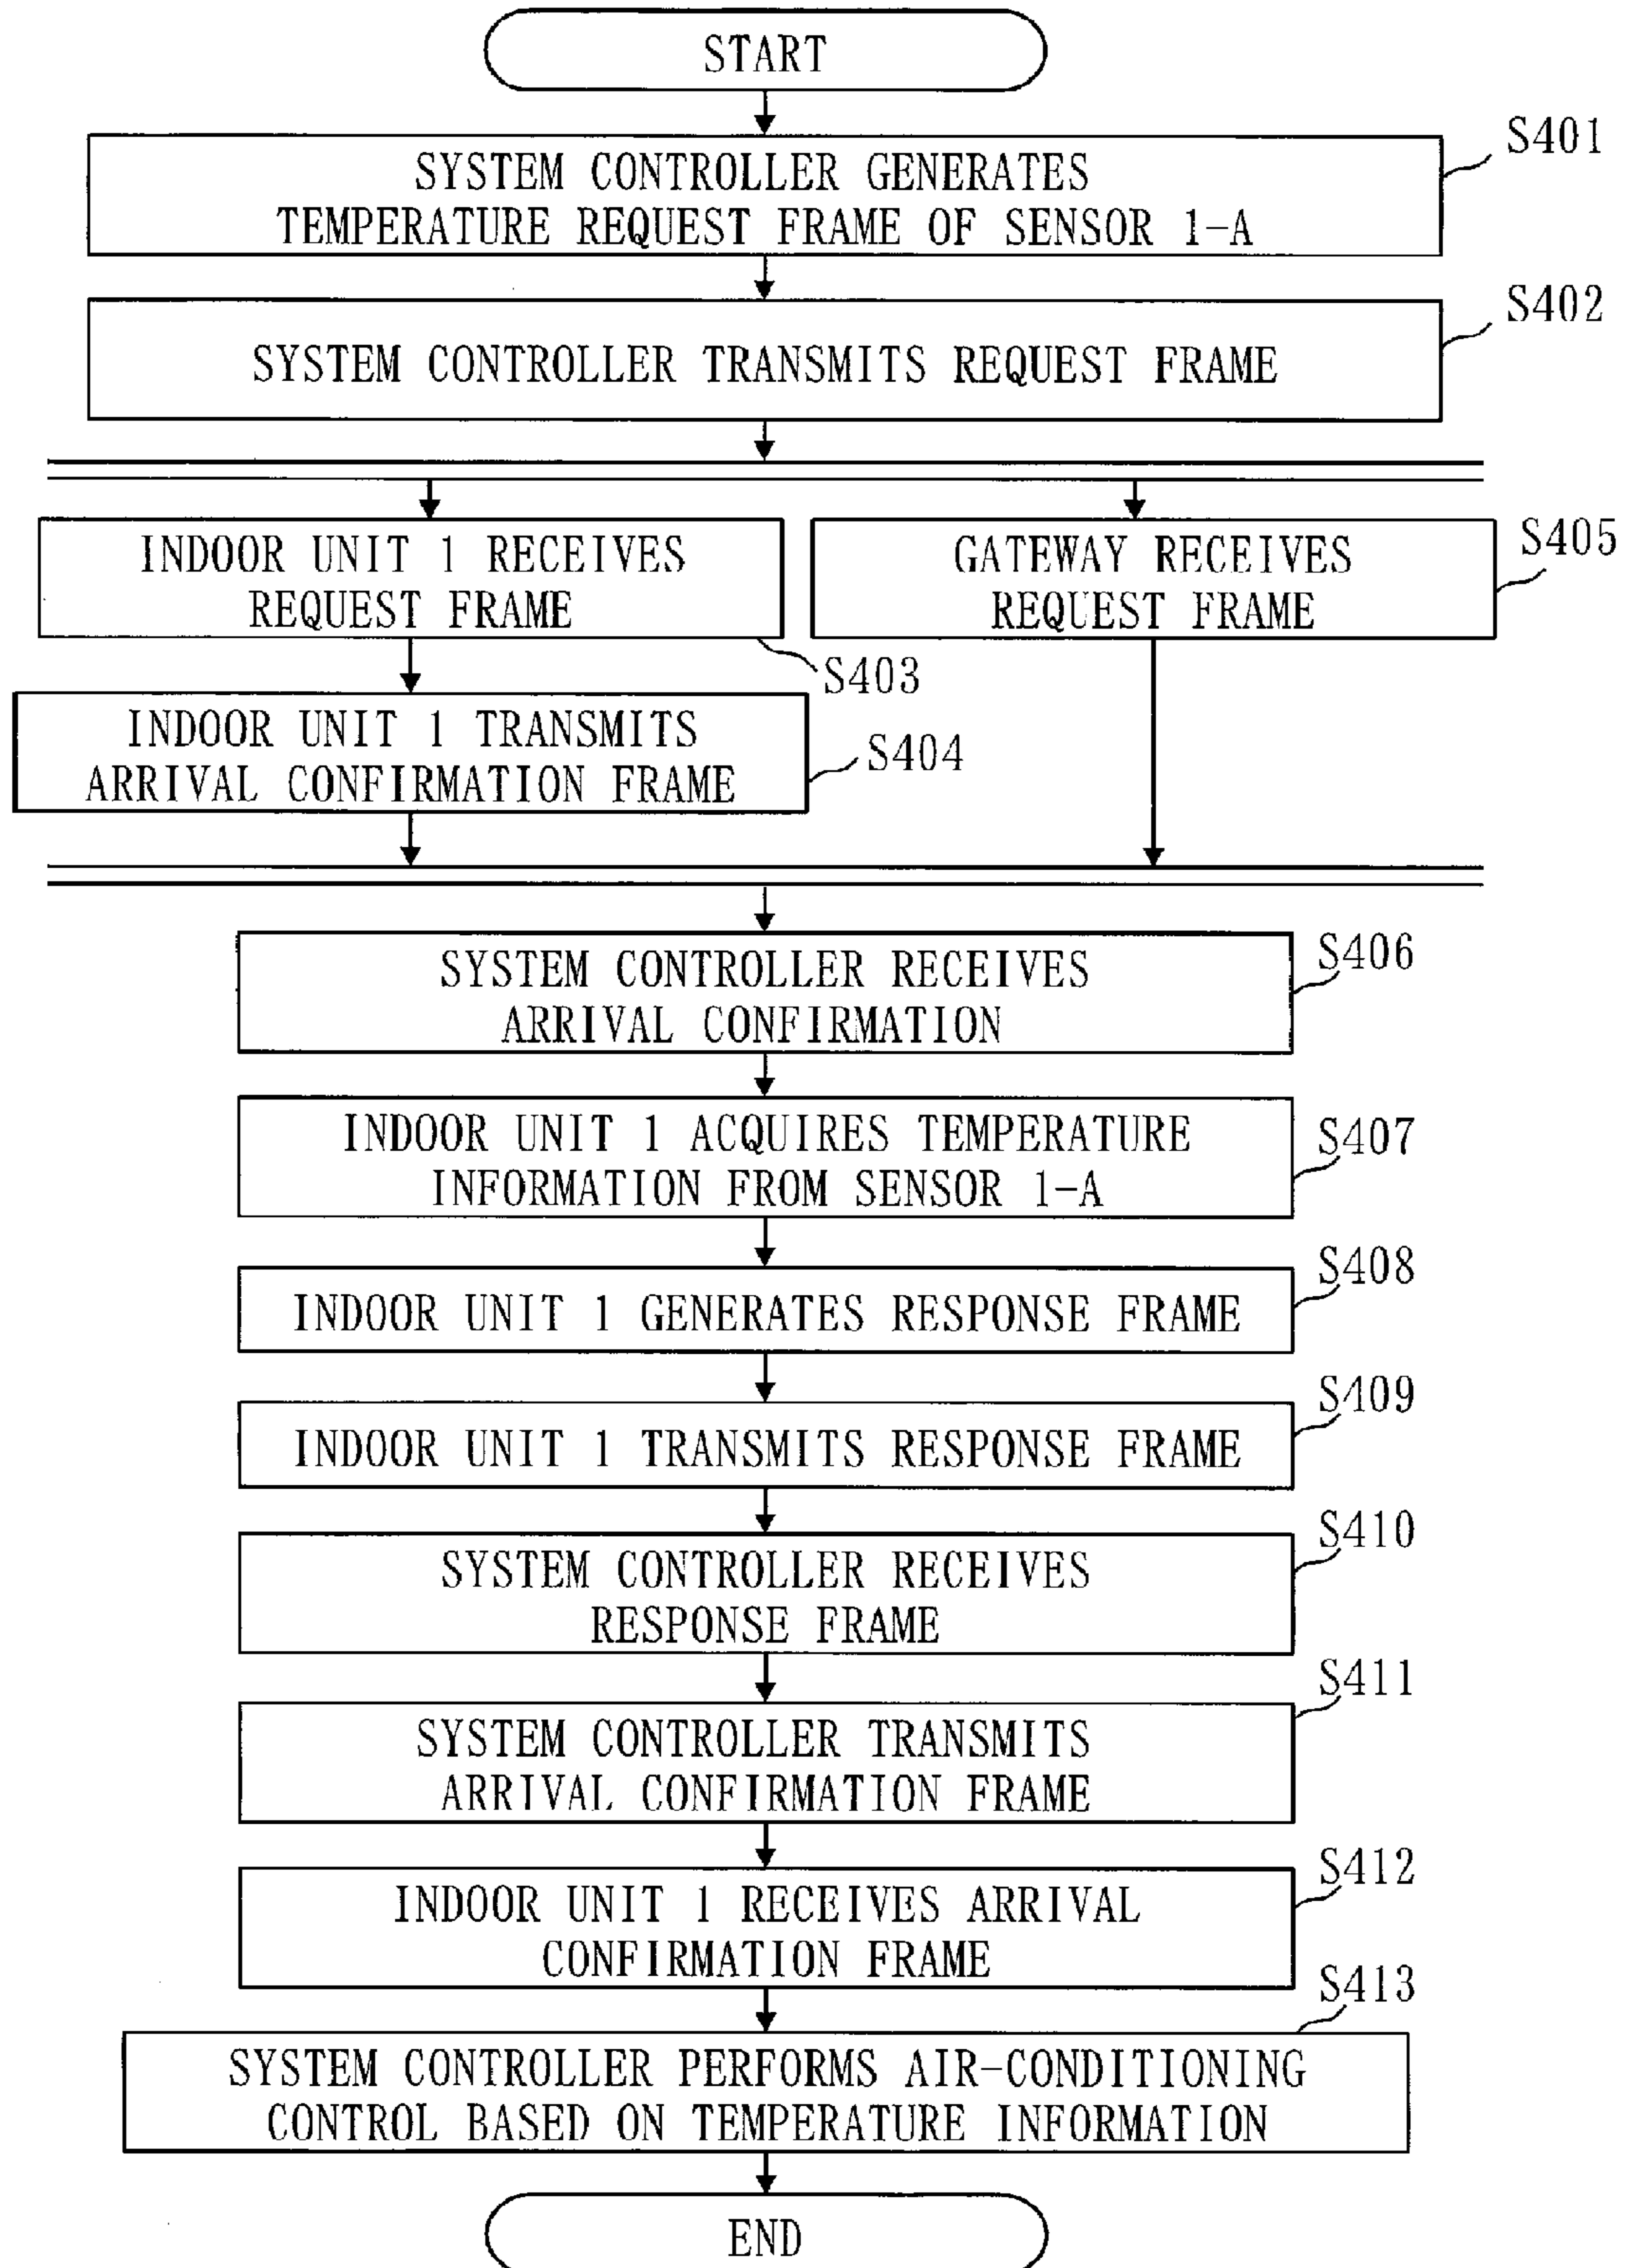 START
S401
SYSTEM CONTROLLER GENERATES
TEMPERATURE REQUEST FRAME OF SENSOR 1-A
S402
SYSTEM CONTROLLER TRANSMITS REQUEST FRAME
INDOOR UNIT 1 RECEIVES
REQUEST FRAME
S403
GATEWAY RECEIVES
REQUEST FRAME
S405
INDOOR UNIT 1 TRANSMITS
ARRIVAL CONFIRMATION FRAME
S404
SYSTEM CONTROLLER RECEIVES
ARRIVAL CONFIRMATION
S406
INDOOR UNIT 1 ACQUIRES TEMPERATURE
INFORMATION FROM SENSOR 1-A
S407
INDOOR UNIT 1 GENERATES RESPONSE FRAME
S408
INDOOR UNIT 1 TRANSMITS RESPONSE FRAME
S409
SYSTEM CONTROLLER RECEIVES
RESPONSE FRAME
S410
SYSTEM CONTROLLER TRANSMITS
ARRIVAL CONFIRMATION FRAME
S411
INDOOR UNIT 1 RECEIVES ARRIVAL
CONFIRMATION FRAME
S412
SYSTEM CONTROLLER PERFORMS AIR-CONDITIONING
CONTROL BASED ON TEMPERATURE INFORMATION
S413
END